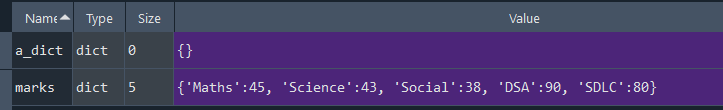 Name Type Size Value
a_dict dict 0 {}
marks dict 5 {'Maths':45, 'Science':43, 'Social':38, 'DSA':90, 'SDLC':80}